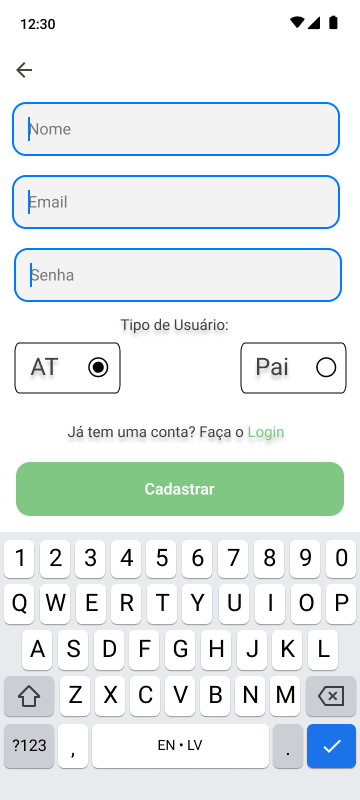 12:30
Nome
Email
Senha
Tipo de Usuário:
AT Pai
Já tem uma conta? Faça o Login
Cadastrar
1 2 3 4 5 6 7 8 9 0
Q W E R T Y U I O P
A S D F G H J K L
Z X C V B N M
?123 , EN • LV .